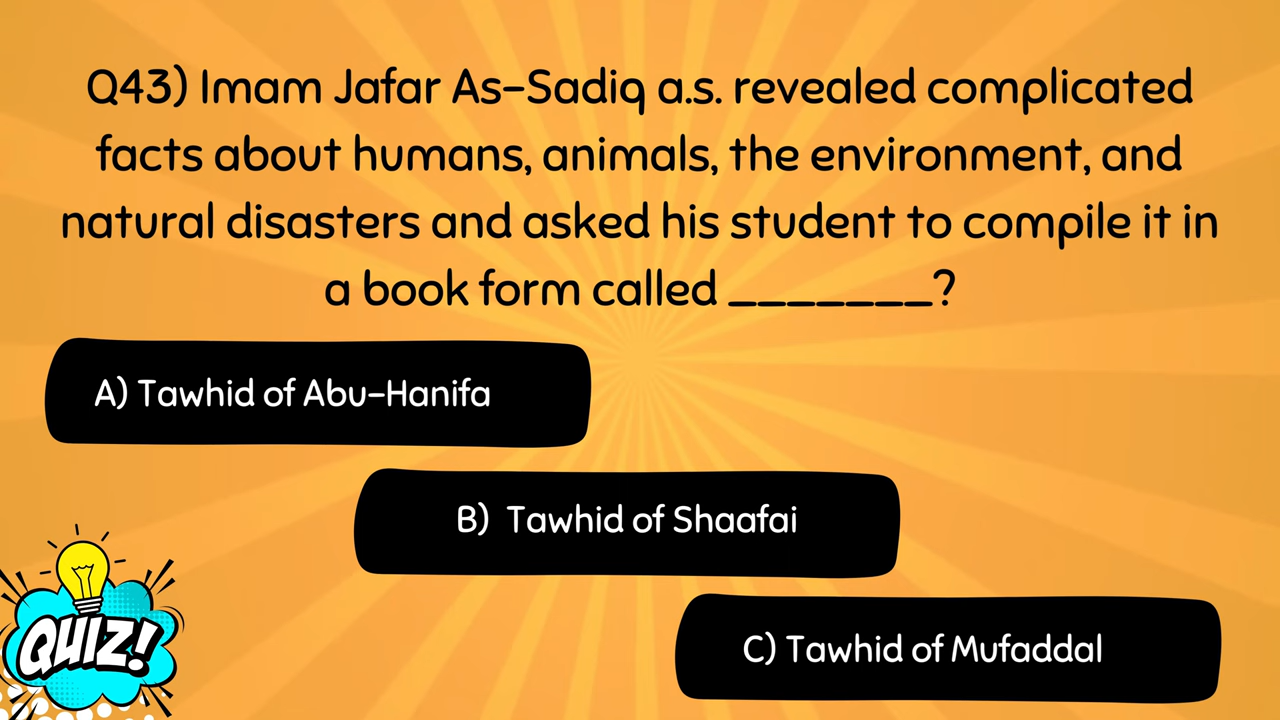 Q43) Imam Jafar As-Sadiq a.s. revealed complicated
facts about humans, animals, the environment, and
natural disasters and asked his student to compile it in
a book form called _______?
A) Tawhid of Abu-Hanifa
B) Tawhid of Shaafai
C) Tawhid of Mufaddal
QUIZ!